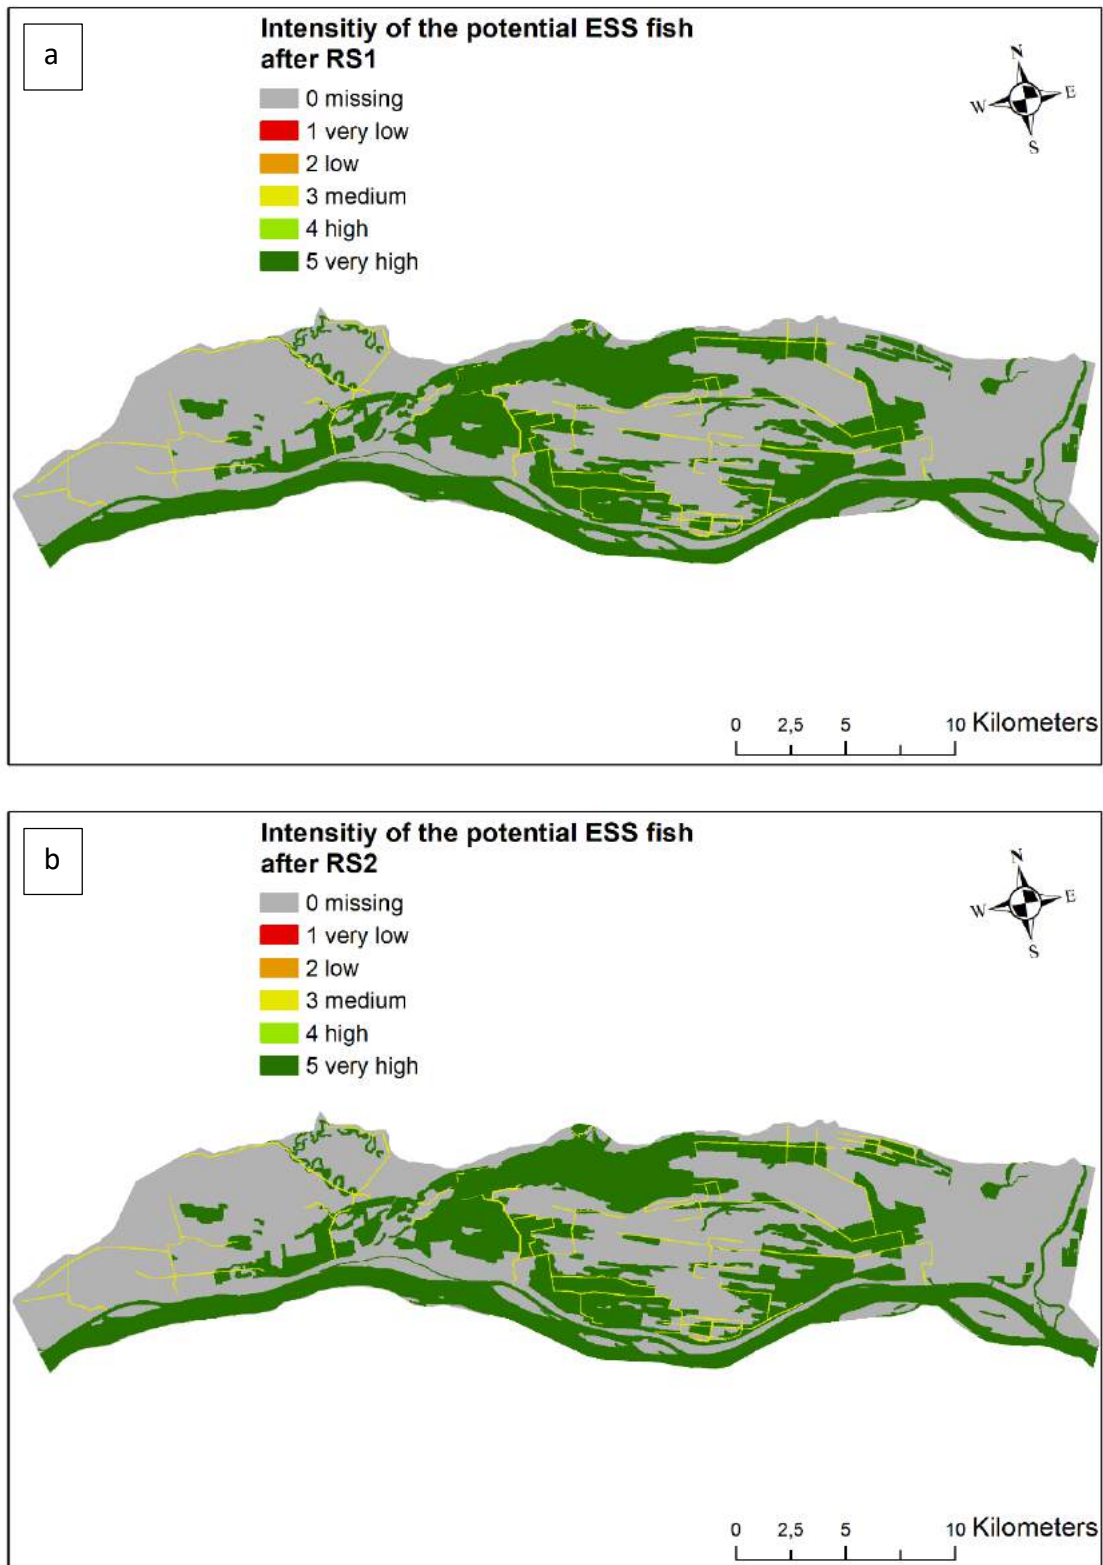 a
Intensitiy of the potential ESS fish
after RS1
0 missing
1 very low
2 low
3 medium
4 high
5 very high
N
W E
S
0 2,5 5 10 Kilometers
b
Intensitiy of the potential ESS fish
after RS2
0 missing
1 very low
2 low
3 medium
4 high
5 very high
N
W E
S
0 2,5 5 10 Kilometers